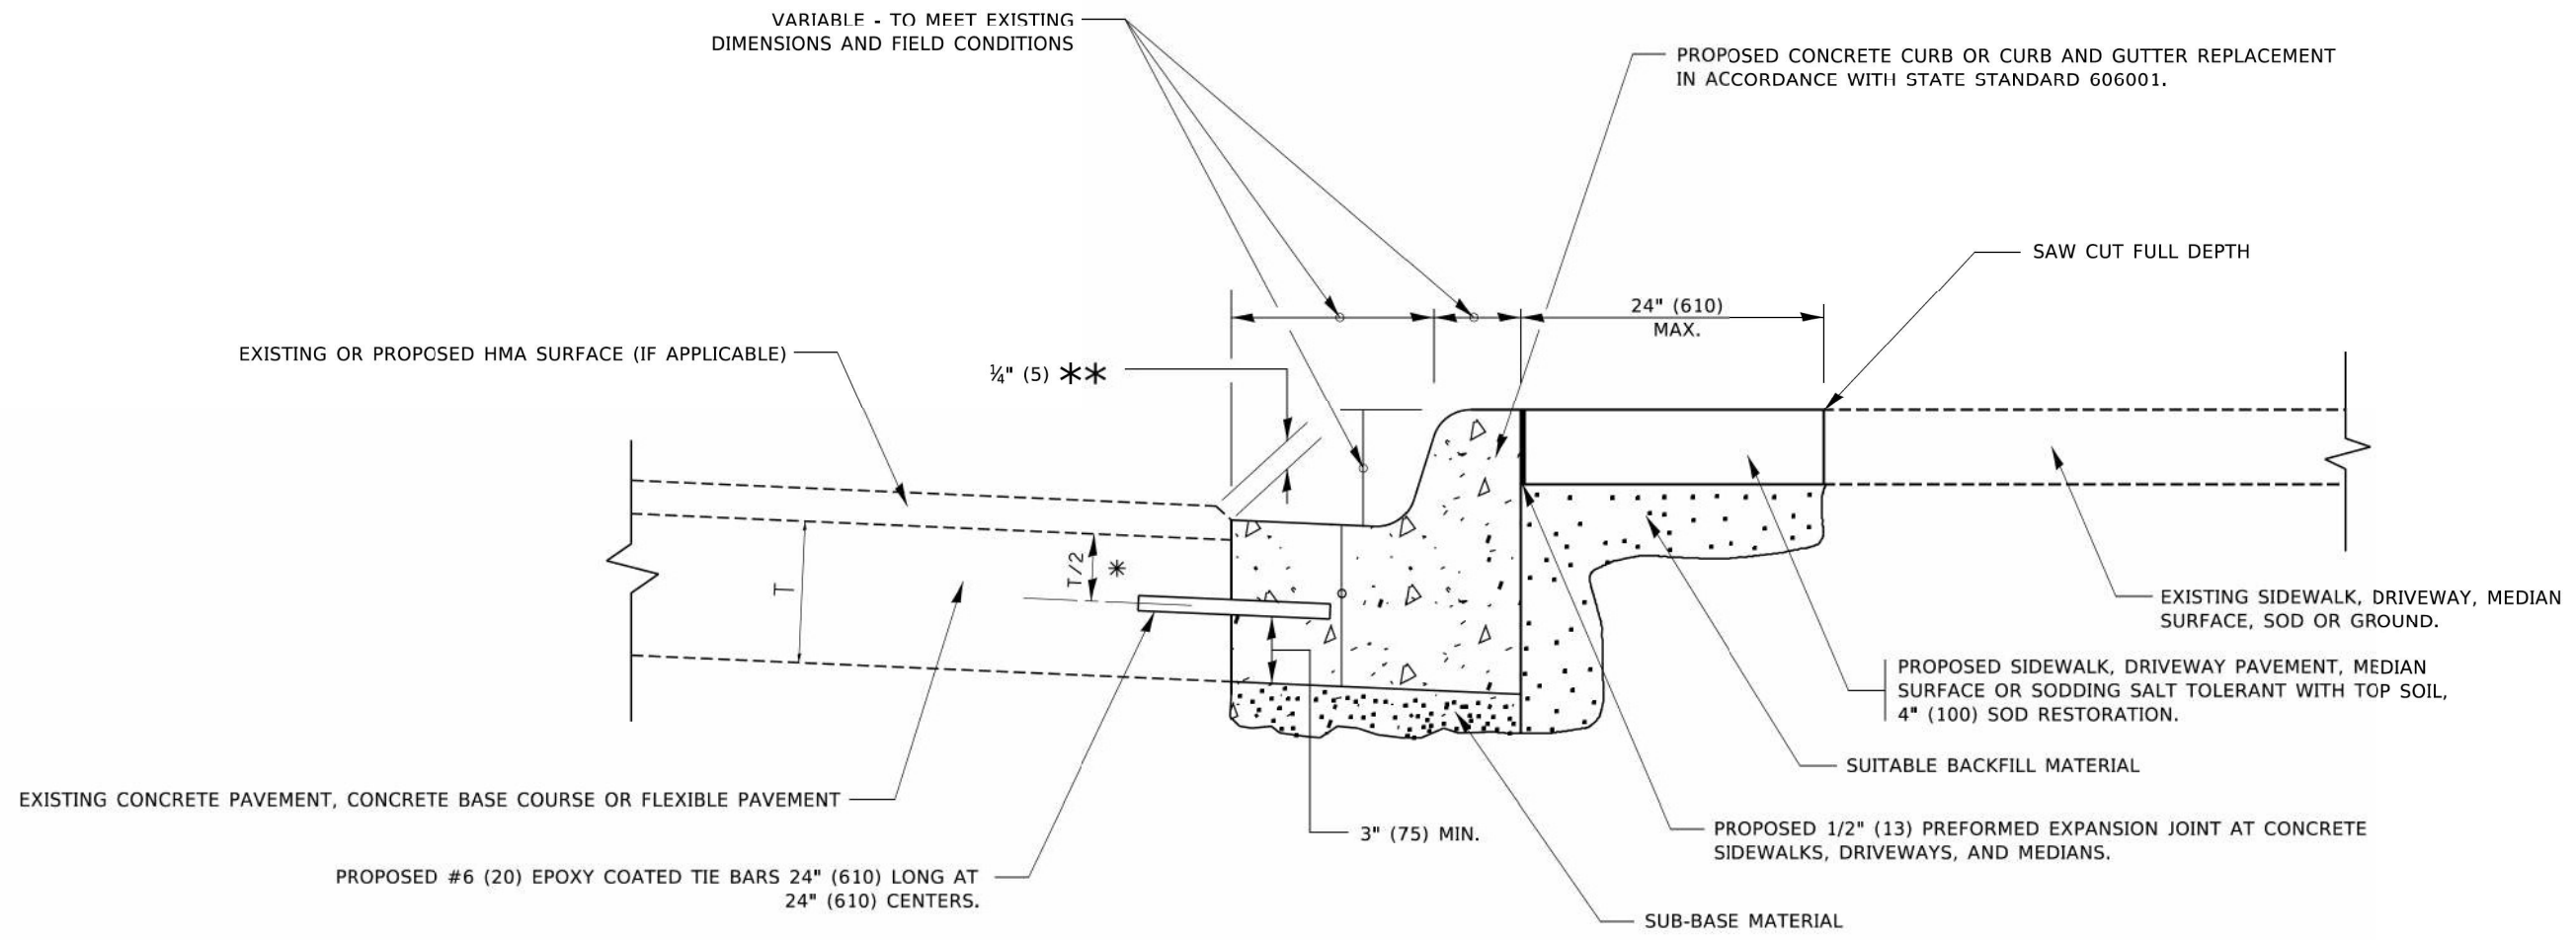 VARIABLE - TO MEET EXISTING
DIMENSIONS AND FIELD CONDITIONS
PROPOSED CONCRETE CURB OR CURB AND GUTTER REPLACEMENT
IN ACCORDANCE WITH STATE STANDARD 606001.
SAW CUT FULL DEPTH
24" (610)
MAX.
EXISTING OR PROPOSED HMA SURFACE (IF APPLICABLE)
¼" (5) **
T/2
*
T
EXISTING SIDEWALK, DRIVEWAY, MEDIAN
SURFACE, SOD OR GROUND.
PROPOSED SIDEWALK, DRIVEWAY PAVEMENT, MEDIAN
SURFACE OR SODDING SALT TOLERANT WITH TOP SOIL,
4" (100) SOD RESTORATION.
SUITABLE BACKFILL MATERIAL
EXISTING CONCRETE PAVEMENT, CONCRETE BASE COURSE OR FLEXIBLE PAVEMENT
3" (75) MIN.
PROPOSED 1/2" (13) PREFORMED EXPANSION JOINT AT CONCRETE
SIDEWALKS, DRIVEWAYS, AND MEDIANS.
PROPOSED #6 (20) EPOXY COATED TIE BARS 24" (610) LONG AT
24" (610) CENTERS.
SUB-BASE MATERIAL